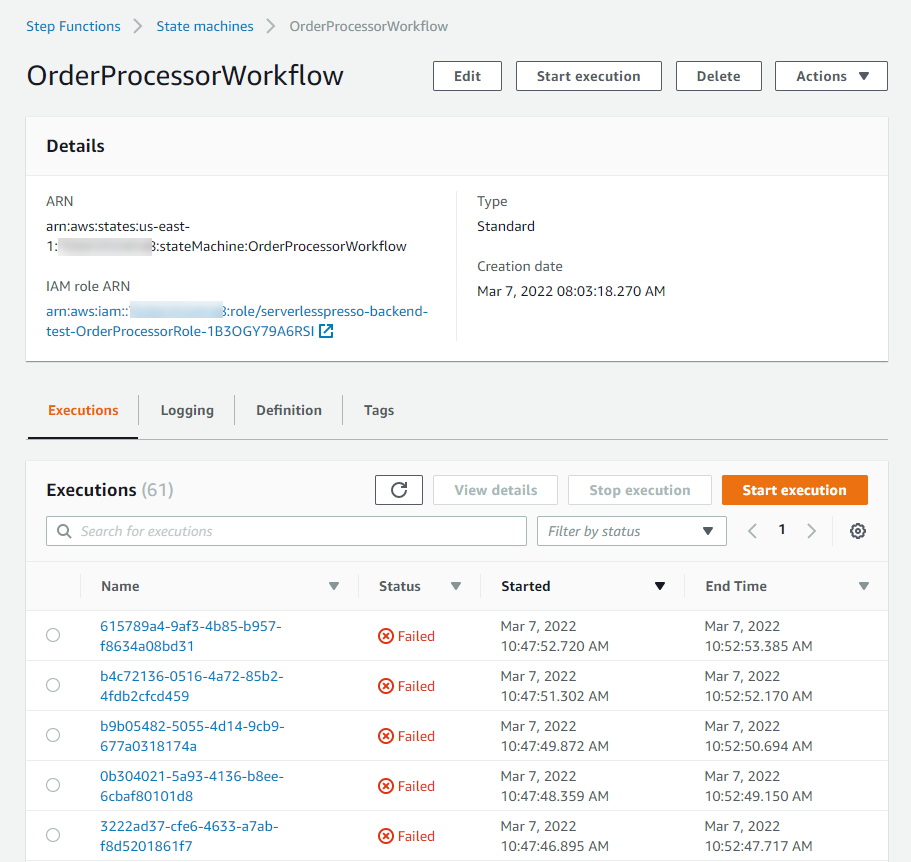 Step Functions > State machines > OrderProcessorWorkflow
OrderProcessorWorkflow
Edit
Start execution
Delete
Actions
Details
ARN
arn:aws:states:us-east-
1: :stateMachine:OrderProcessorWorkflow
IAM role ARN
arn:aws:iam:: :role/serverlesspresso-backend-
test-OrderProcessorRole-1B3OGY79A6RSI
Type
Standard
Creation date
Mar 7, 2022 08:03:18.270 AM
Executions
Logging
Definition
Tags
Executions (61)
View details
Stop execution
Start execution
Search for executions
Filter by status
1
Name
Status
Started
End Time
615789a4-9af3-4b85-b957-
f8634a08bd31
Failed
Mar 7, 2022
10:47:52.720 AM
Mar 7, 2022
10:52:53.385 AM
b4c72136-0516-4a72-85b2-
4fdb2cfcd459
Failed
Mar 7, 2022
10:47:51.302 AM
Mar 7, 2022
10:52:52.170 AM
b9b05482-5055-4d14-9cb9-
677a0318174a
Failed
Mar 7, 2022
10:47:49.872 AM
Mar 7, 2022
10:52:50.694 AM
0b304021-5a93-4136-b8ee-
6cbaf80101d8
Failed
Mar 7, 2022
10:47:48.359 AM
Mar 7, 2022
10:52:49.150 AM
3222ad37-cfe6-4633-a7ab-
f8d5201861f7
Failed
Mar 7, 2022
10:47:46.895 AM
Mar 7, 2022
10:52:47.717 AM